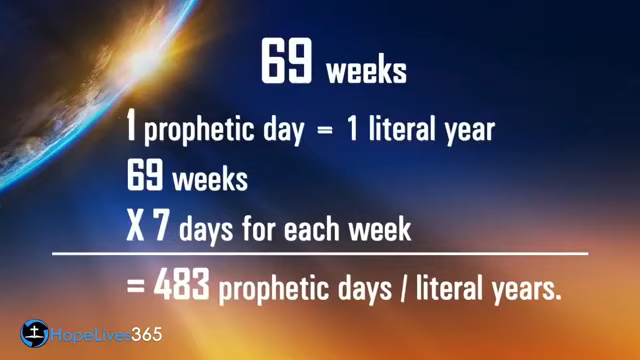 69 weeks
1 prophetic day = 1 literal year
69 weeks
X 7 days for each week
= 483 prophetic days / literal years.
HopeLives365